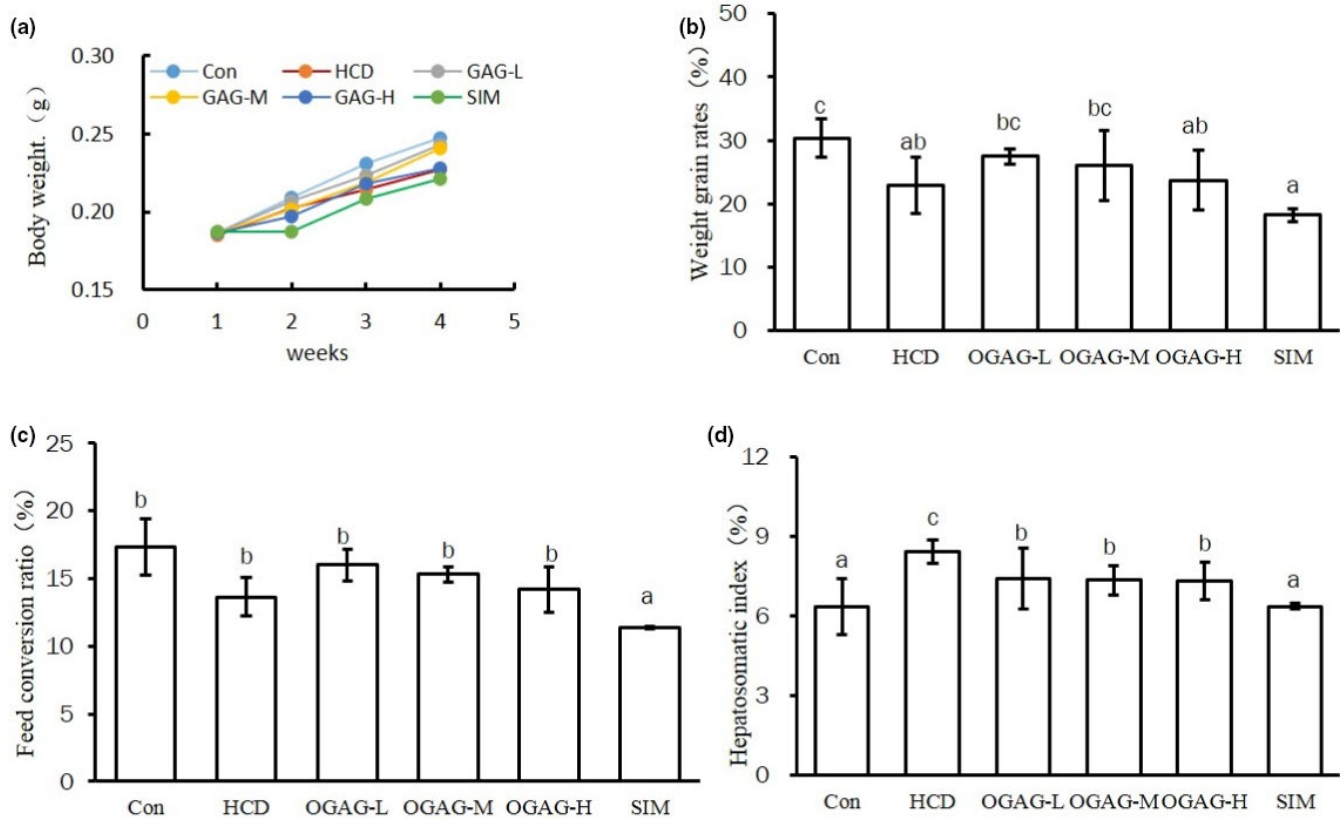 (a)
Body weight.（g）
0.30
0.25
0.20
0.15
Con HCD GAG-L
GAG-M GAG-H SIM
0 1 2 3 4 5
weeks
(b)
Weight grain rates（%）
50
40
30
20
10
0
c ab bc bc ab a
Con HCD OGAG-L OGAG-M OGAG-H SIM
(c)
Feed conversion ratio（%）
25
20
15
10
5
0
b b b b b a
Con HCD OGAG-L OGAG-M OGAG-H SIM
(d)
Hepatosomatic index（%）
12
9
6
3
0
a c b b b a
Con HCD OGAG-L OGAG-M OGAG-H SIM